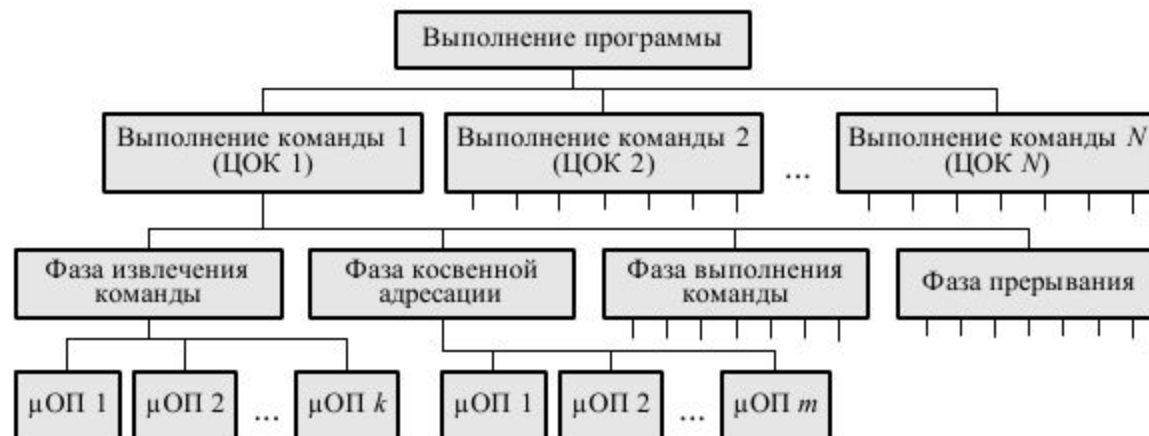 Выполнение программы
Выполнение команды 1
(ЦОК 1)
Выполнение команды 2
(ЦОК 2)
...
Выполнение команды N
(ЦОК N)
Фаза извлечения
команды
Фаза косвенной
адресации
Фаза выполнения
команды
Фаза прерывания
μОП 1
μОП 2
...
μОП k
μОП 1
μОП 2
...
μОП m